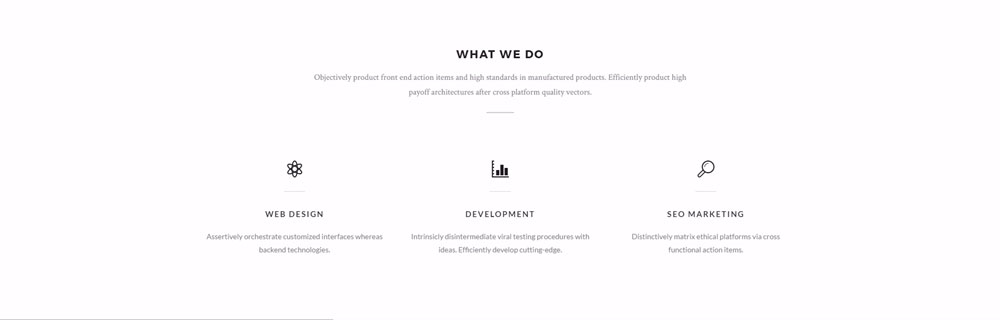 WHAT WE DO
Objectively product front end action items and high standards in manufactured products. Efficiently product high
payoff architectures after cross platform quality vectors.
WEB DESIGN
Assertively orchestrate customized interfaces whereas
backend technologies.
DEVELOPMENT
Intrinsicly disintermediate viral testing procedures with
ideas. Efficiently develop cutting-edge.
SEO MARKETING
Distinctively matrix ethical platforms via cross
functional action items.